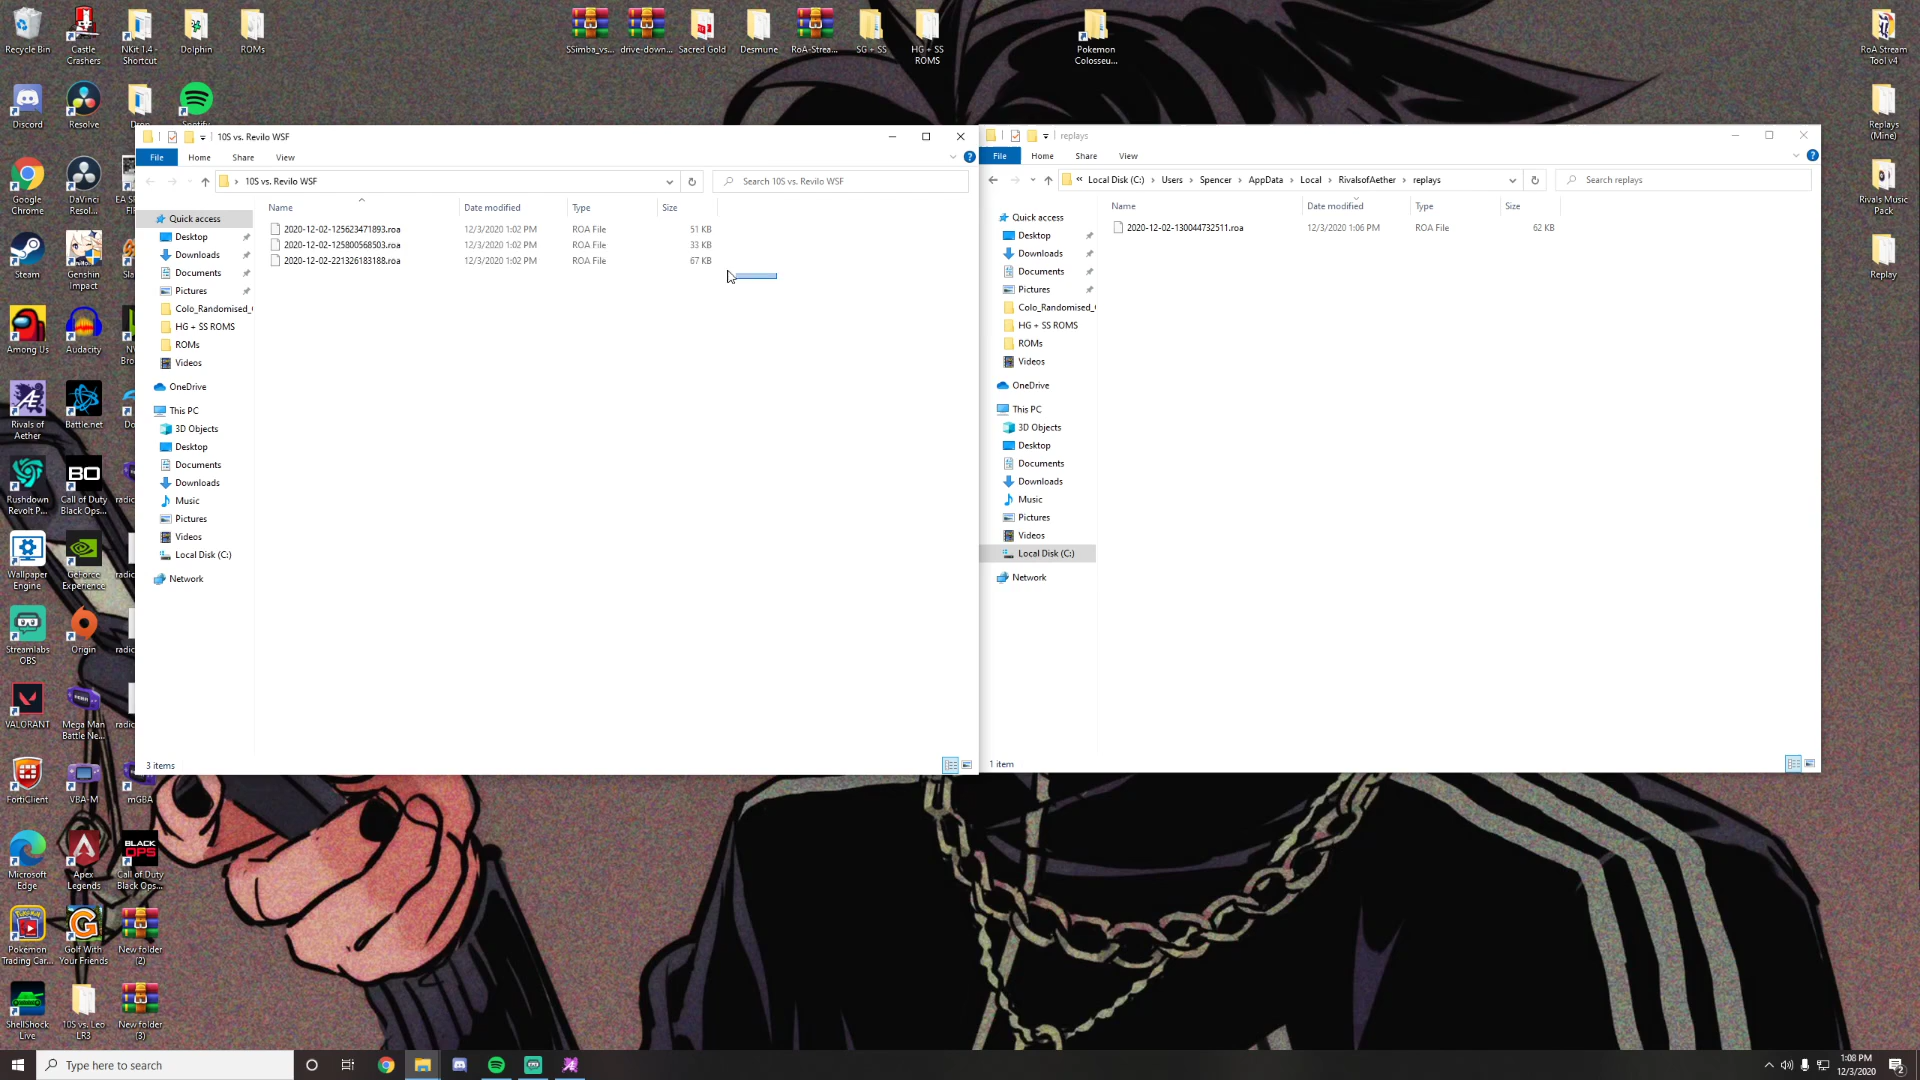 Recycle Bin
Castle
Crashers
NKit 1.4 -
Shortcut
Dolphin
ROMs
SSimba_vs...
drive-down...
Sacred Gold
Desmune
RoA-Strea...
SG + SS
HG + SS
ROMS
Pokemon
Colosseu...
RoA Stream
Tool v4
Discord
Resolve
Drop
Spotify
Replays
(Mine)
Google
Chrome
DaVinci
Resol...
Rivals Music
Pack
Steam
Genshin
Impact
Replay
Among Us
Audacity
Rivals of
Aether
Battle.net
Rushdown
Revolt P...
BO
Call of Duty
Black Ops...
Wallpaper
Engine
GeForce
Experience
Streamlabs
OBS
Origin
VALORANT
Mega Man
Battle Ne...
FortiClient
VBA-M
mGBA
Microsoft
Edge
Apex
Legends
BLACK
OPS
Call of Duty
Black Ops...
Pokémon
Trading Car...
Golf With
Your Friends
New folder
(2)
ShellShock
Live
10S vs. Leo
LR3
New folder
(3)
10S vs. Revilo WSF
File
Home
Share
View
10S vs. Revilo WSF
Search 10S vs. Revilo WSF
Name
Date modified
Type
Size
2020-12-02-125623471893.roa 12/3/2020 1:02 PM ROA File 51 KB
2020-12-02-125800568503.roa 12/3/2020 1:02 PM ROA File 33 KB
2020-12-02-221326183188.roa 12/3/2020 1:02 PM ROA File 67 KB
Quick access
Desktop
Downloads
Documents
Pictures
Colo_Randomised_
HG + SS ROMS
ROMs
Videos
OneDrive
This PC
3D Objects
Desktop
Documents
Downloads
Music
Pictures
Videos
Local Disk (C:)
Network
3 items
replays
File
Home
Share
View
« Local Disk (C:) › Users › Spencer › AppData › Local › RivalsofAether › replays
Search replays
Name
Date modified
Type
Size
2020-12-02-130044732511.roa 12/3/2020 1:06 PM ROA File 62 KB
Quick access
Desktop
Downloads
Documents
Pictures
Colo_Randomised_
HG + SS ROMS
ROMs
Videos
OneDrive
This PC
3D Objects
Desktop
Documents
Downloads
Music
Pictures
Videos
Local Disk (C:)
Network
1 item
Type here to search
1:08 PM
12/3/2020
2